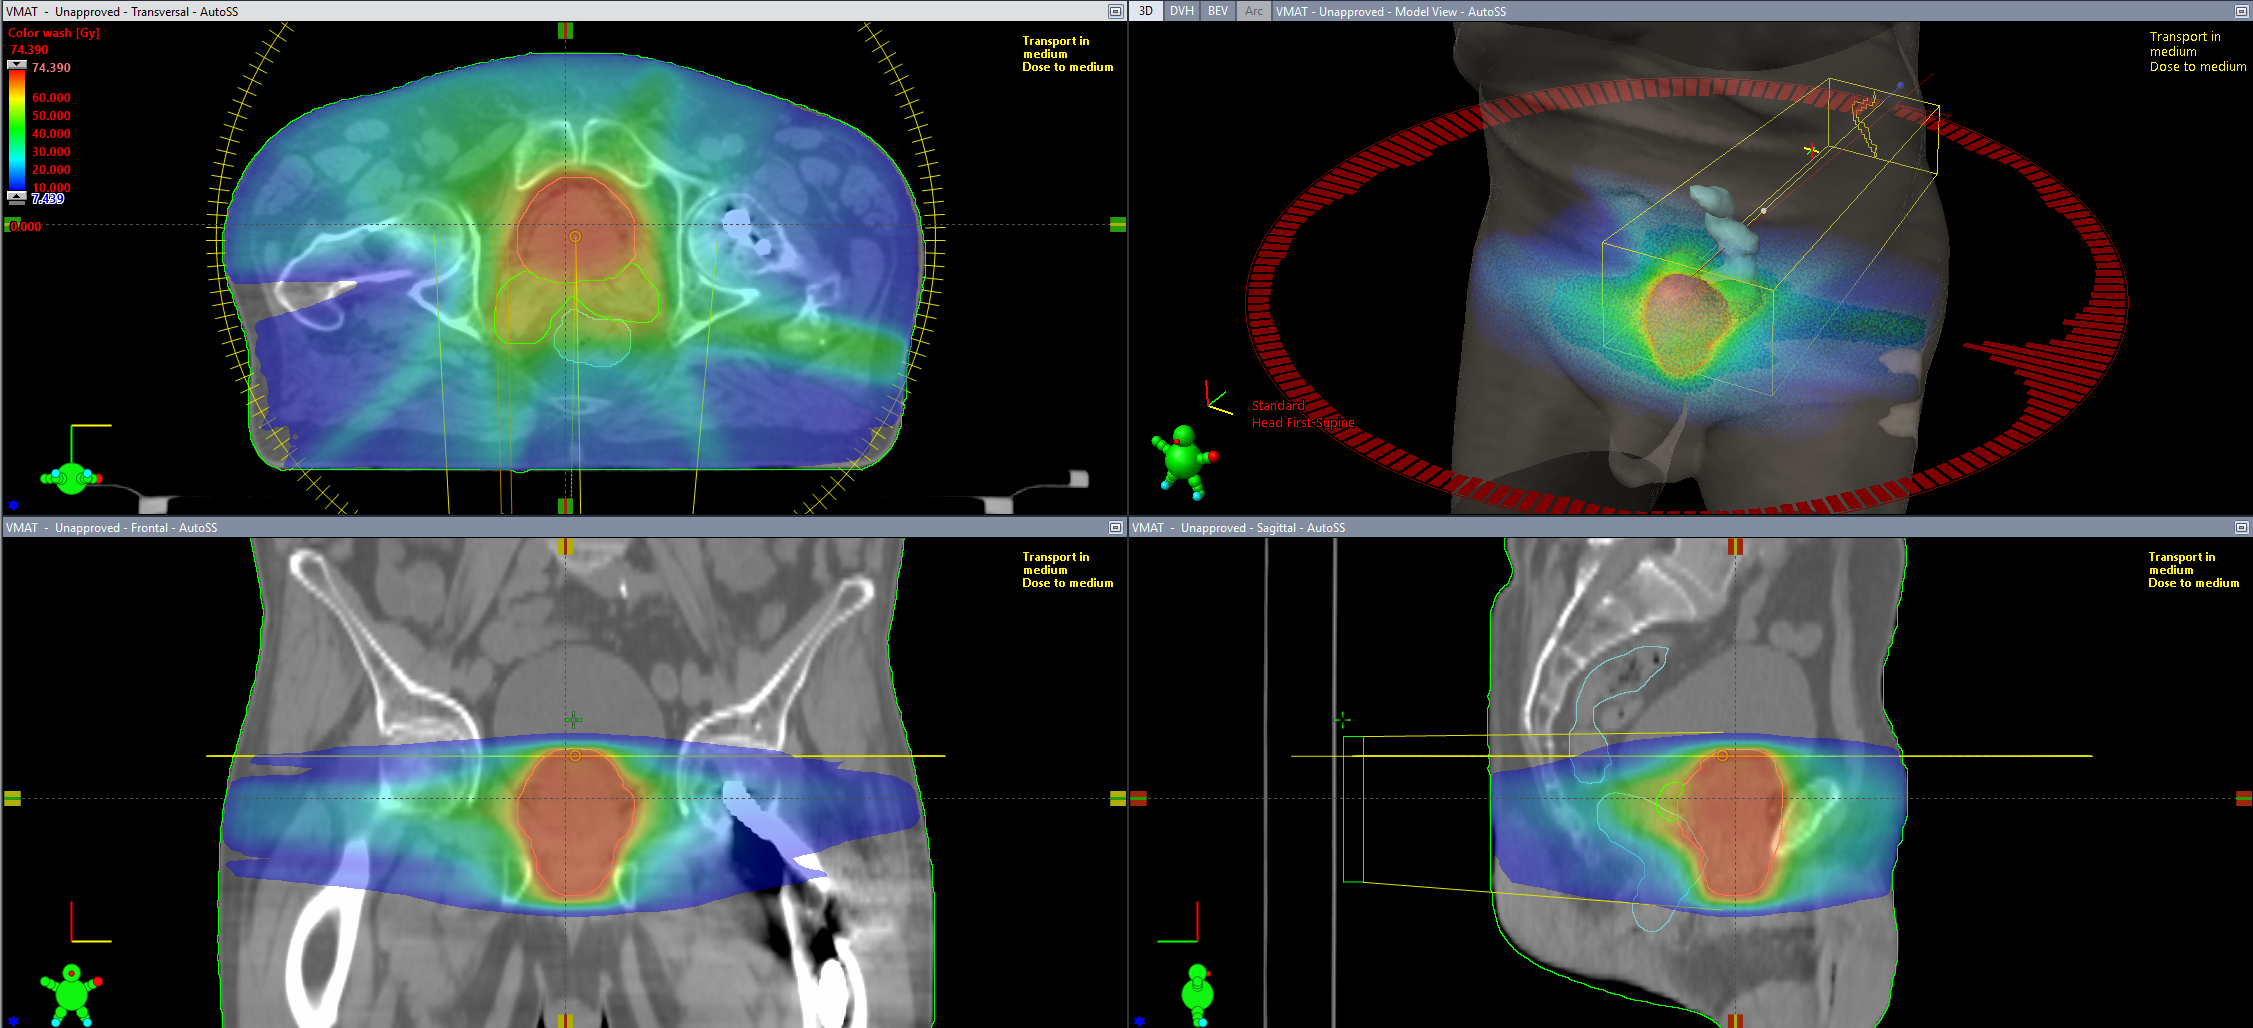 VMAT - Unapproved - Transversal - AutoSS
Color wash [Gy]
74.390
74.390
60.000
50.000
40.000
30.000
20.000
10.000
7.439
0.000
Transport in
medium
Dose to medium
3D DVH BEV Arc VMAT - Unapproved - Model View - AutoSS
Transport in
medium
Dose to medium
Standard
Head First-Supine
VMAT - Unapproved - Frontal - AutoSS
Transport in
medium
Dose to medium
VMAT - Unapproved - Sagittal - AutoSS
Transport in
medium
Dose to medium